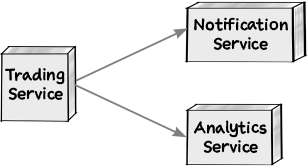 Notification
Service
Trading
Service
Analytics
Service